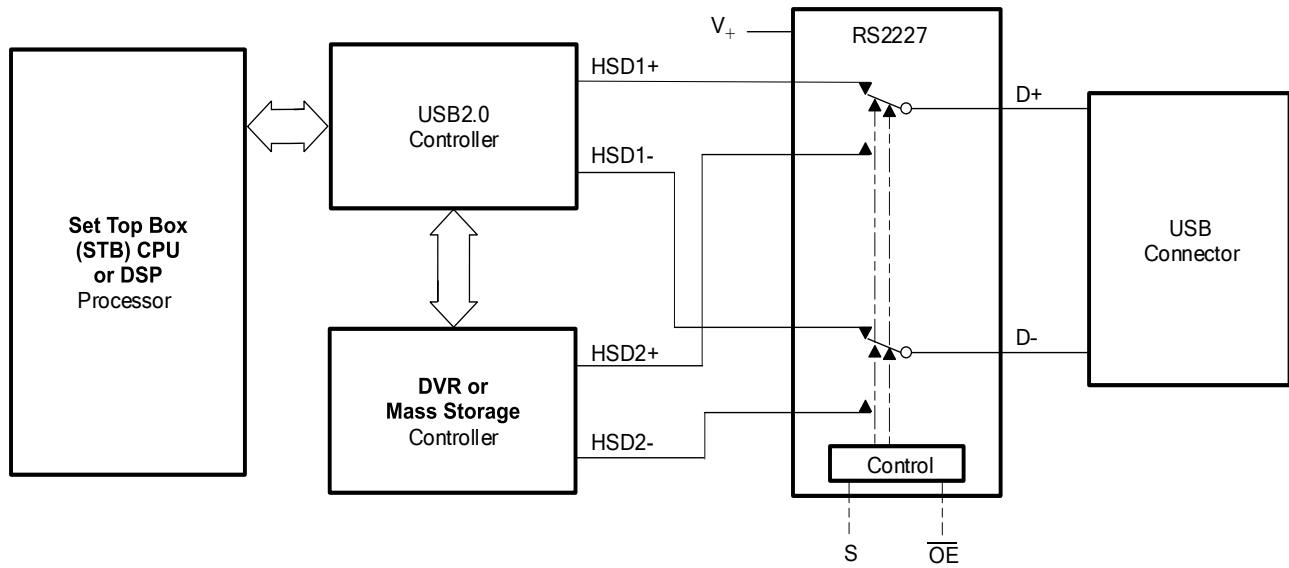 Set Top Box
(STB) CPU
or DSP
Processor
USB2.0
Controller
DVR or
Mass Storage
Controller
HSD1+
HSD1-
HSD2+
HSD2-
V+
RS2227
Control
S
OE
D+
D-
USB
Connector